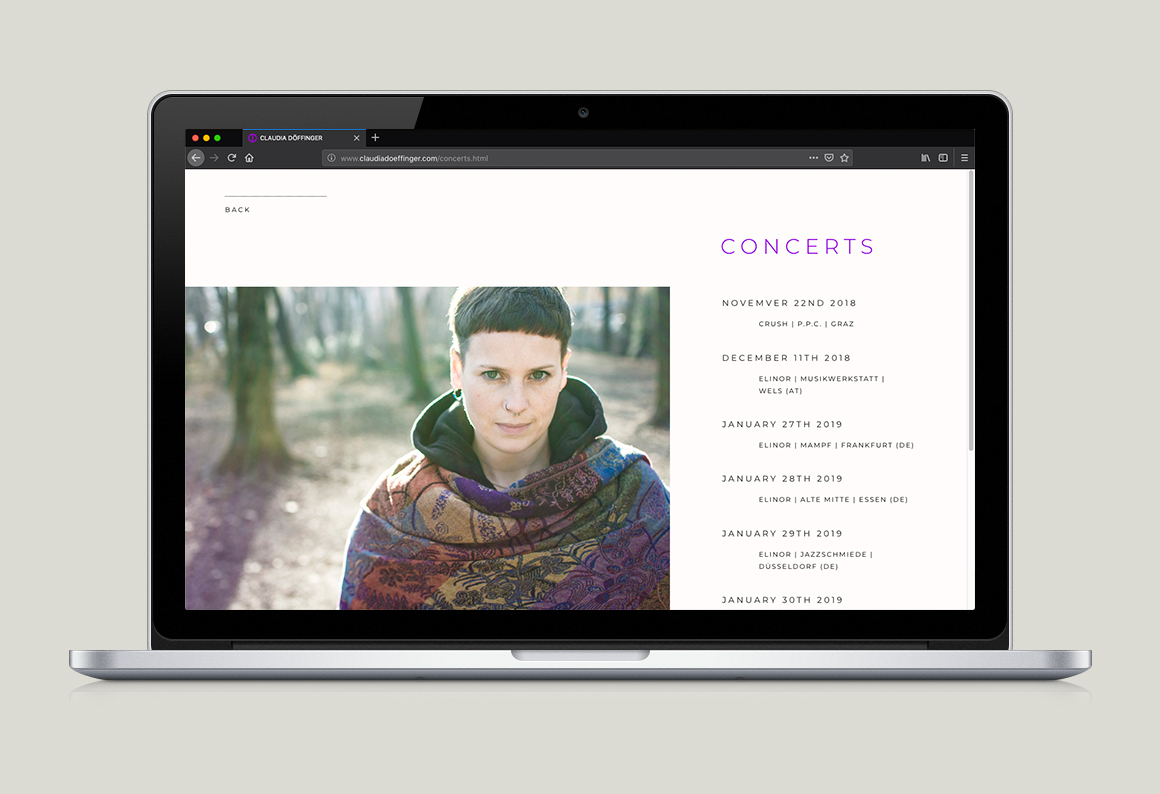 CLAUDIA DÖFFINGER
www.claudiadoeffinger.com/concerts.html
BACK
CONCERTS
NOVEMVER 22ND 2018
CRUSH | P.P.C. | GRAZ
DECEMBER 11TH 2018
ELINOR | MUSIKWERKSTATT |
WELS (AT)
JANUARY 27TH 2019
ELINOR | MAMPF | FRANKFURT (DE)
JANUARY 28TH 2019
ELINOR | ALTE MITTE | ESSEN (DE)
JANUARY 29TH 2019
ELINOR | JAZZSCHMIEDE |
DÜSSELDORF (DE)
JANUARY 30TH 2019